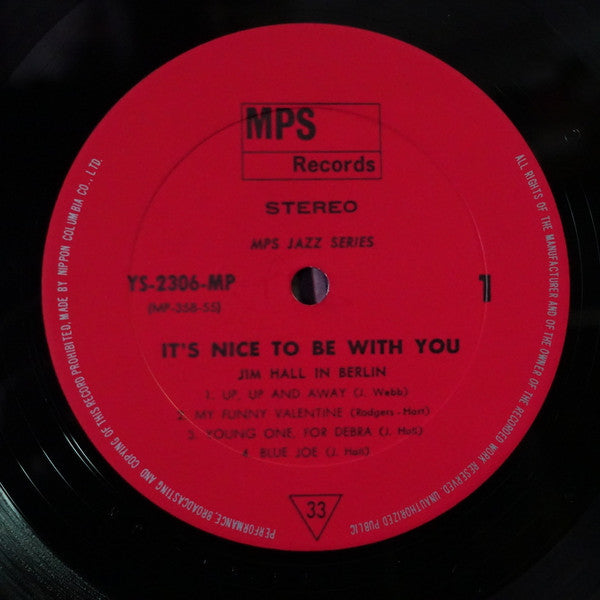 MPS
Records
STEREO
MPS JAZZ SERIES
YS-2306-MP
1
(MP-358-55)
IT'S NICE TO BE WITH YOU
JIM HALL IN BERLIN
1. UP, UP AND AWAY (J. Webb)
2. MY FUNNY VALENTINE (Rodgers - Hart)
3. YOUNG ONE, FOR DEBRA (J. Hall)
4. BLUE JOE (J. Hall)
33
ALL RIGHTS OF THE MANUFACTURER AND OF THE OWNER OF THE RECORDED WORK RESERVED. UNAUTHORIZED PUBLIC
PERFORMANCE, BROADCASTING AND COPYING OF THIS RECORD PROHIBITED. MADE BY NIPPON COLUMBIA CO., LTD.